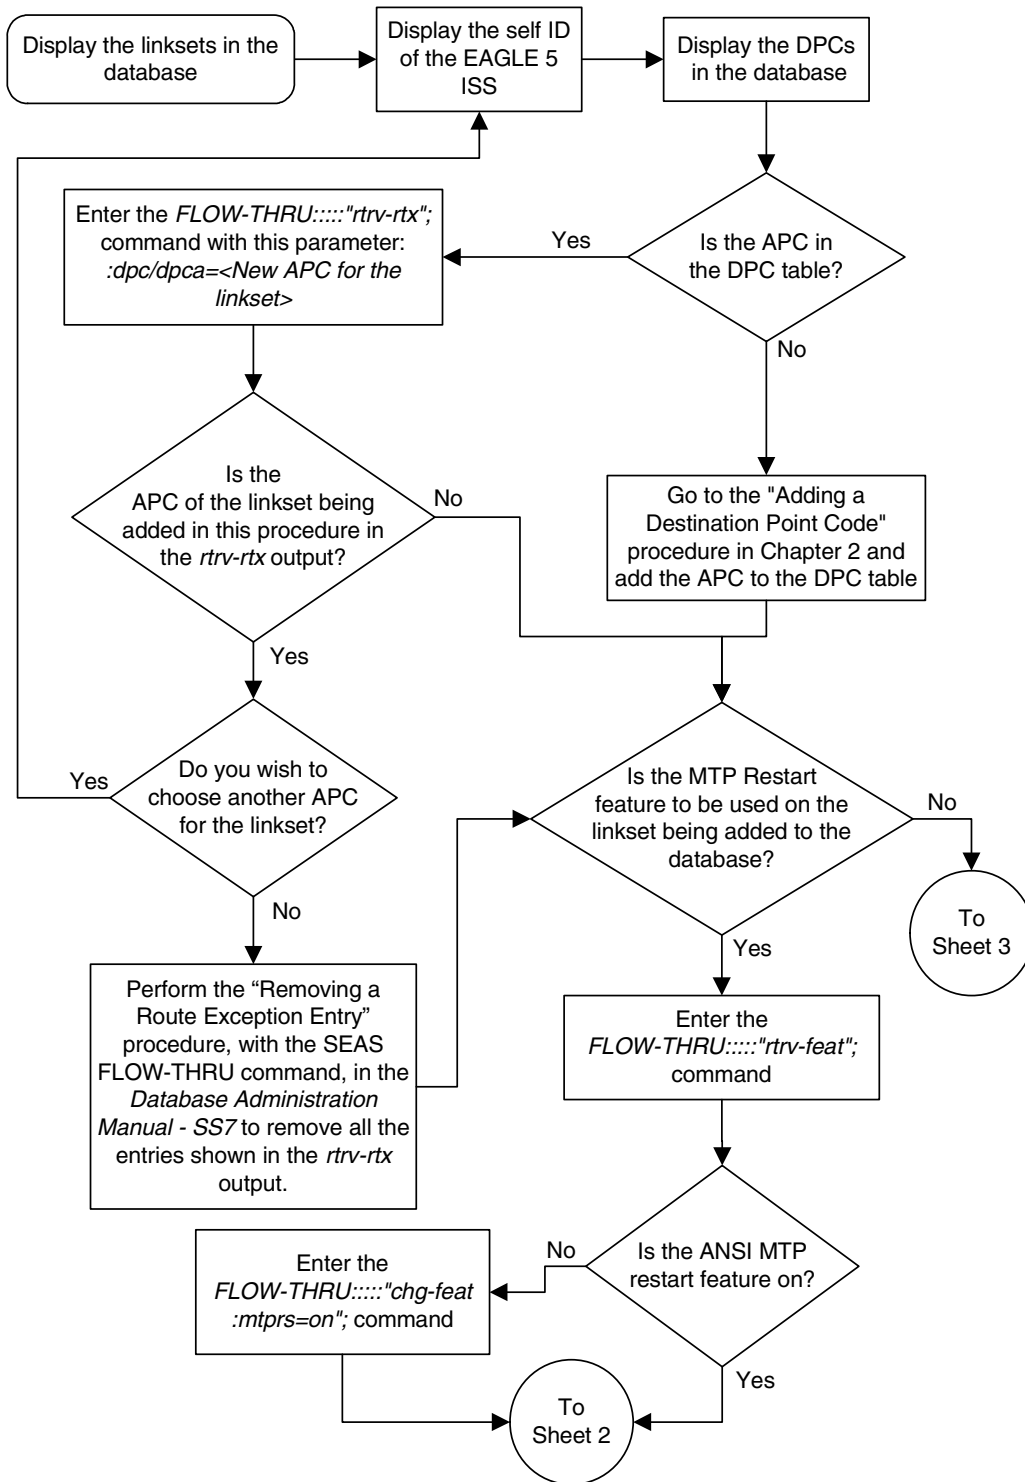 Display the linksets in the
database
Display the self ID
of the EAGLE 5
ISS
Display the DPCs
in the database
Is the APC in
the DPC table?
Yes
No
Enter the FLOW-THRU:::::"rtrv-rtx";
command with this parameter:
:dpc/dpca=<New APC for the
linkset>
Is the
APC of the linkset being
added in this procedure in
the rtrv-rtx output?
No
Yes
Go to the "Adding a
Destination Point Code"
procedure in Chapter 2 and
add the APC to the DPC table
Do you wish to
choose another APC
for the linkset?
Yes
No
Is the MTP Restart
feature to be used on the
linkset being added to the
database?
No
Yes
To
Sheet 3
Perform the “Removing a
Route Exception Entry”
procedure, with the SEAS
FLOW-THRU command, in the
Database Administration
Manual - SS7 to remove all the
entries shown in the rtrv-rtx
output.
Enter the
FLOW-THRU:::::"rtrv-feat";
command
Is the ANSI MTP
restart feature on?
No
Yes
Enter the
FLOW-THRU:::::"chg-feat
:mtprs=on"; command
To
Sheet 2